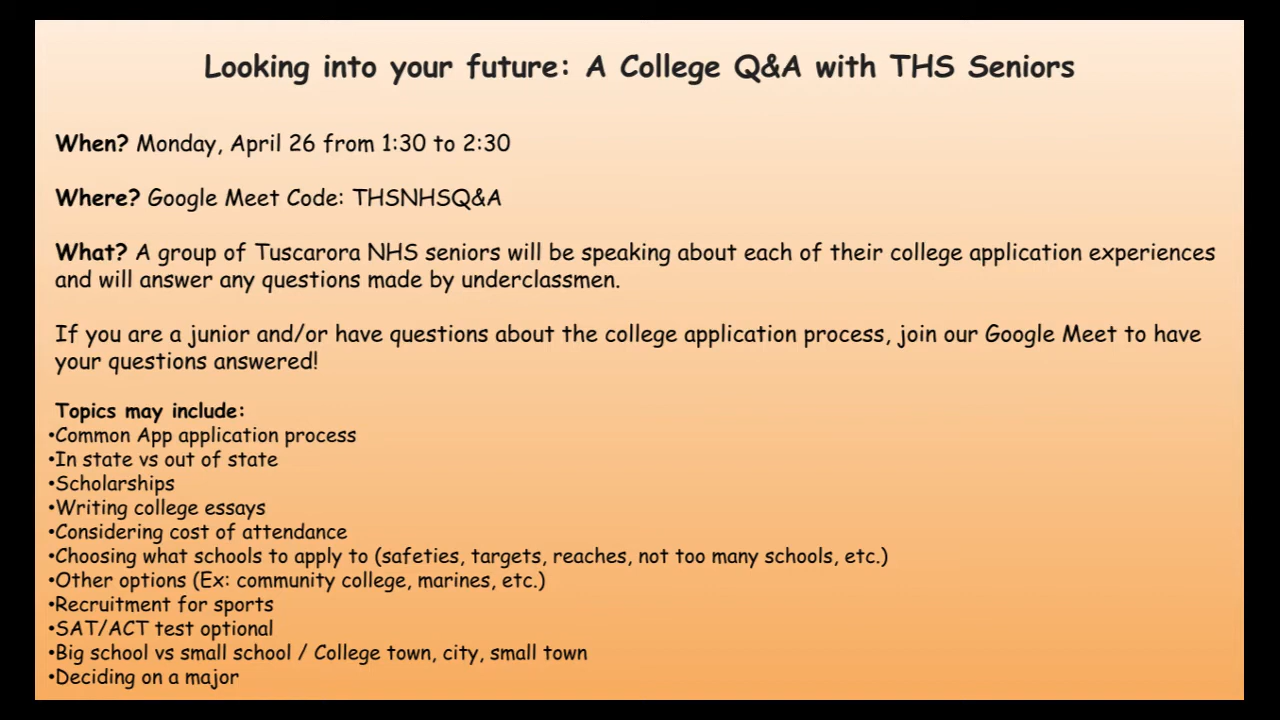 Looking into your future: A College Q&A with THS Seniors
When? Monday, April 26 from 1:30 to 2:30
Where? Google Meet Code: THSNHSQ&A
What? A group of Tuscarora NHS seniors will be speaking about each of their college application experiences
and will answer any questions made by underclassmen.
If you are a junior and/or have questions about the college application process, join our Google Meet to have
your questions answered!
Topics may include:
•Common App application process
•In state vs out of state
•Scholarships
•Writing college essays
•Considering cost of attendance
•Choosing what schools to apply to (safeties, targets, reaches, not too many schools, etc.)
•Other options (Ex: community college, marines, etc.)
•Recruitment for sports
•SAT/ACT test optional
•Big school vs small school / College town, city, small town
•Deciding on a major